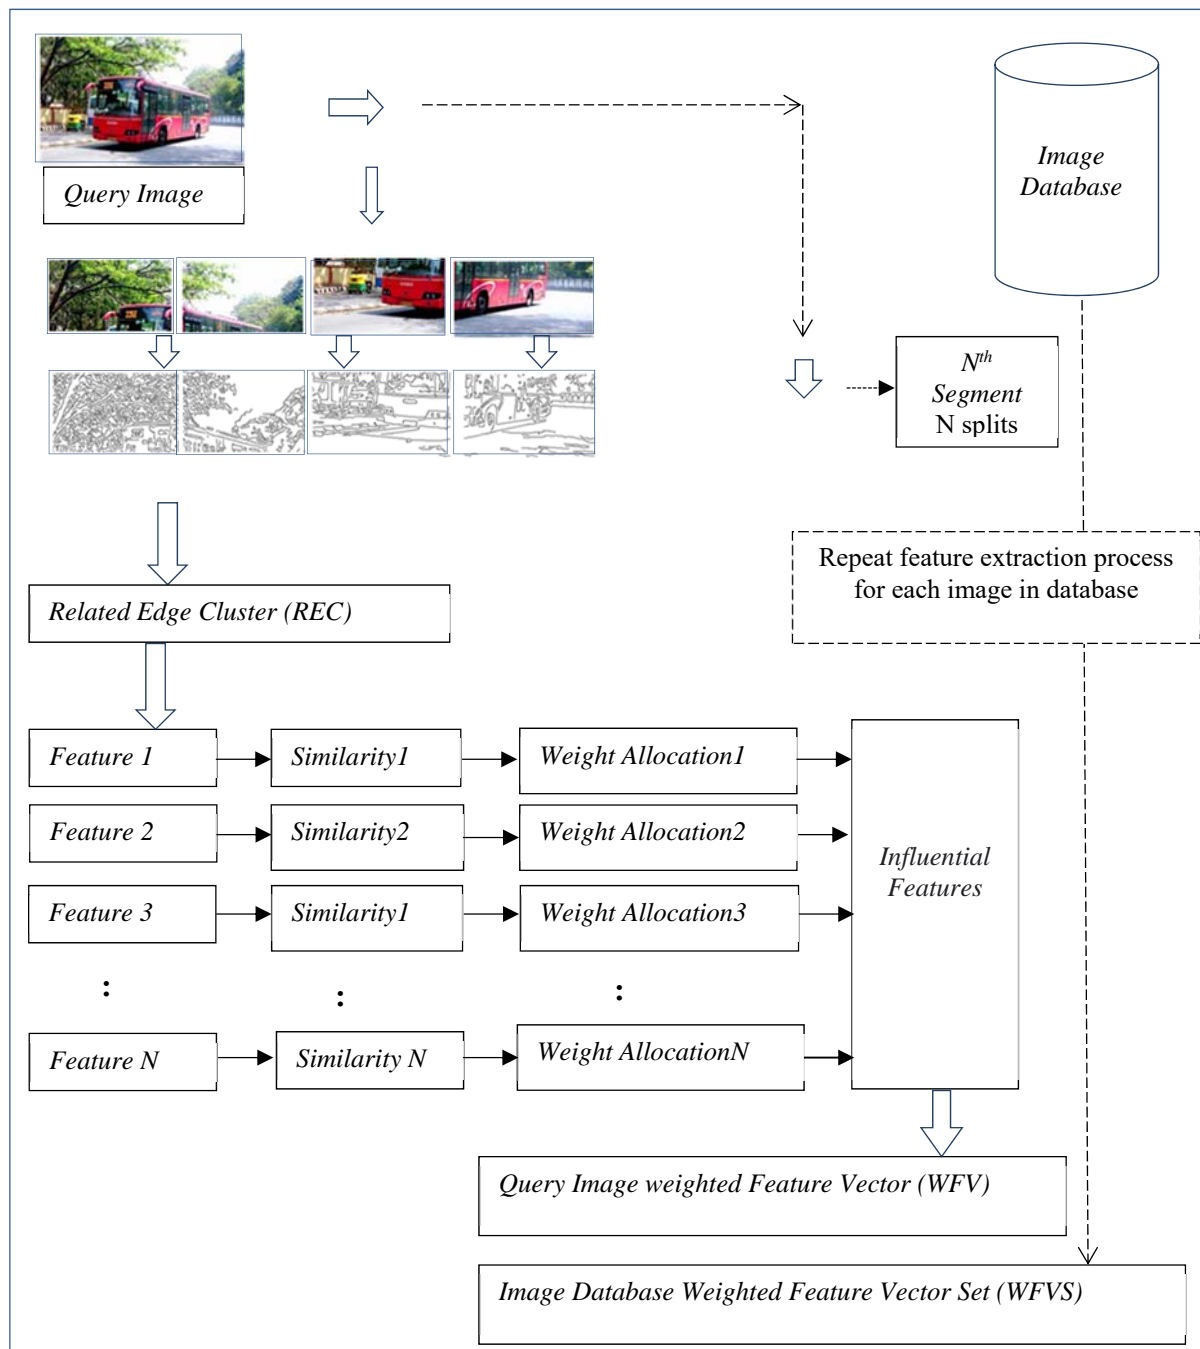 Query Image
Image
Database
Nth
Segment
N splits
Repeat feature extraction process
for each image in database
Related Edge Cluster (REC)
Feature 1
Similarity1
Weight Allocation1
Feature 2
Similarity2
Weight Allocation2
Influential
Features
Feature 3
Similarity1
Weight Allocation3
:
:
:
Feature N
Similarity N
Weight AllocationN
Query Image weighted Feature Vector (WFV)
Image Database Weighted Feature Vector Set (WFVS)